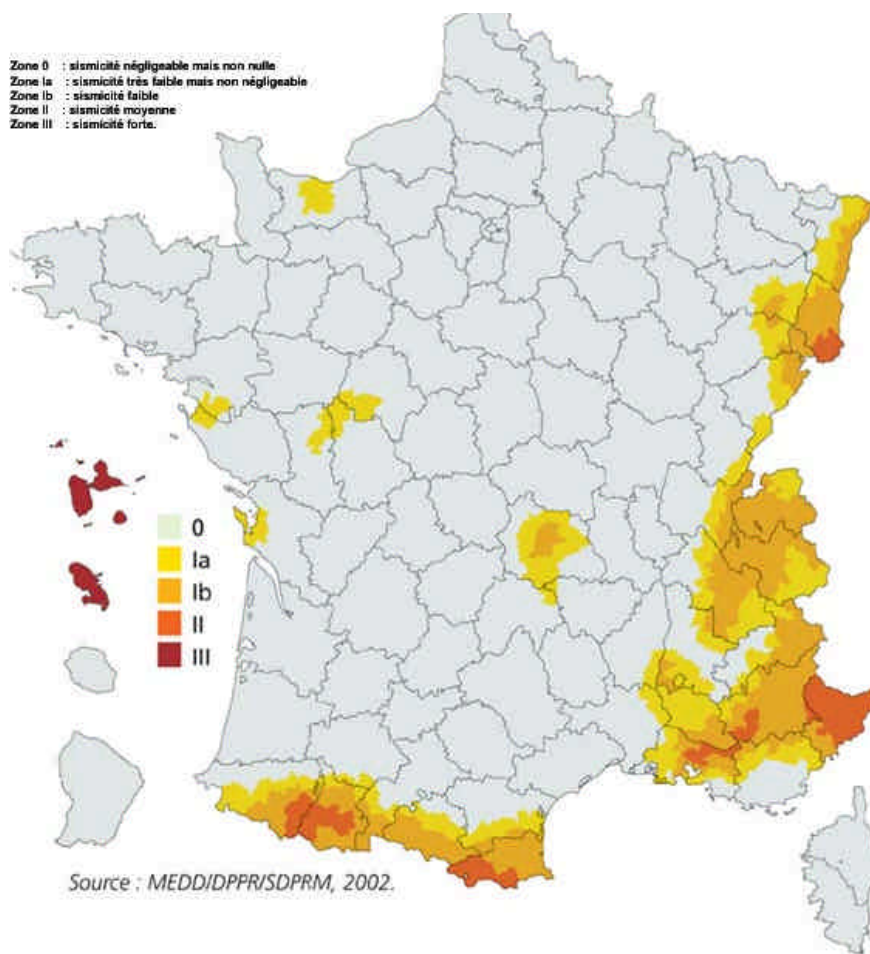 Zone 0 : sismicité négligeable mais non nulle
Zone Ia : sismicité très faible mais non négligeable
Zone Ib : sismicité faible
Zone II : sismicité moyenne
Zone III : sismicité forte.
0
Ia
Ib
II
III
Source : MEDD/DPPR/SDPRM, 2002.